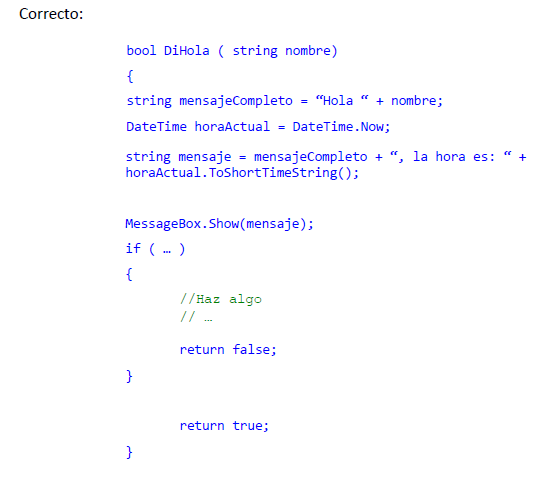 Correcto:
bool DiHola ( string nombre)
{
string mensajeCompleto = “Hola “ + nombre;
DateTime horaActual = DateTime.Now;
string mensaje = mensajeCompleto + “, la hora es: “ +
horaActual.ToShortTimeString();
MessageBox.Show(mensaje);
if ( … )
{
//Haz algo
// …
return false;
}
return true;
}